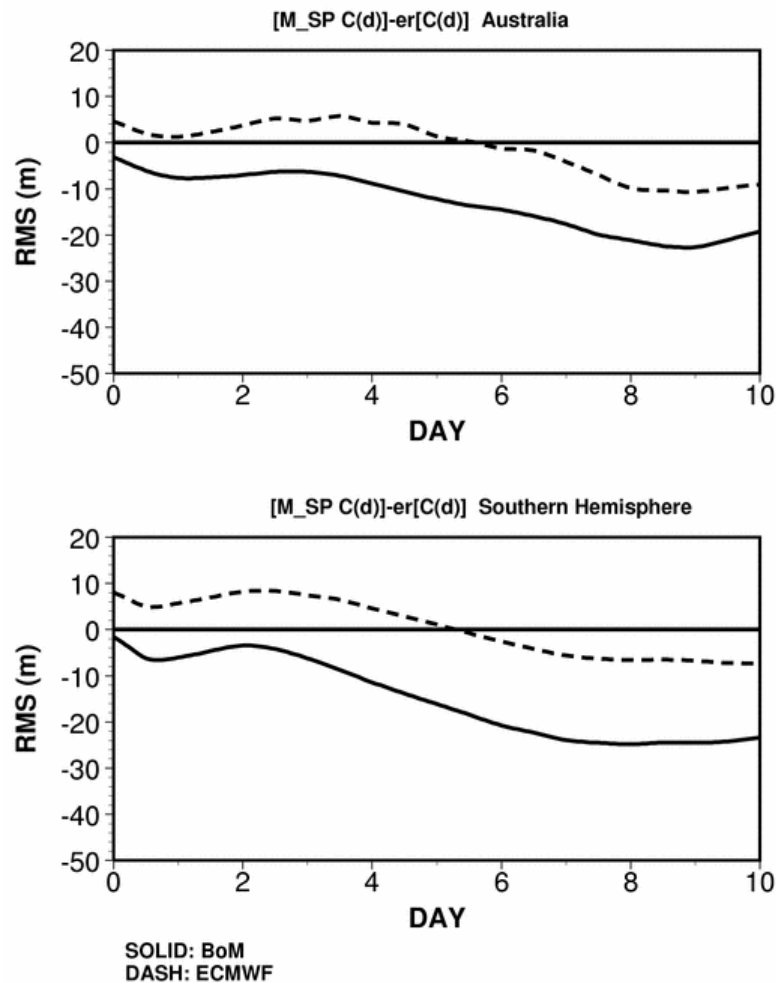 [M_SP C(d)]-er[C(d)] Australia
20
10
0
-10
-20
-30
-40
-50
RMS (m)
0 2 4 6 8 10
DAY
[M_SP C(d)]-er[C(d)] Southern Hemisphere
20
10
0
-10
-20
-30
-40
-50
RMS (m)
0 2 4 6 8 10
DAY
SOLID: BoM
DASH: ECMWF